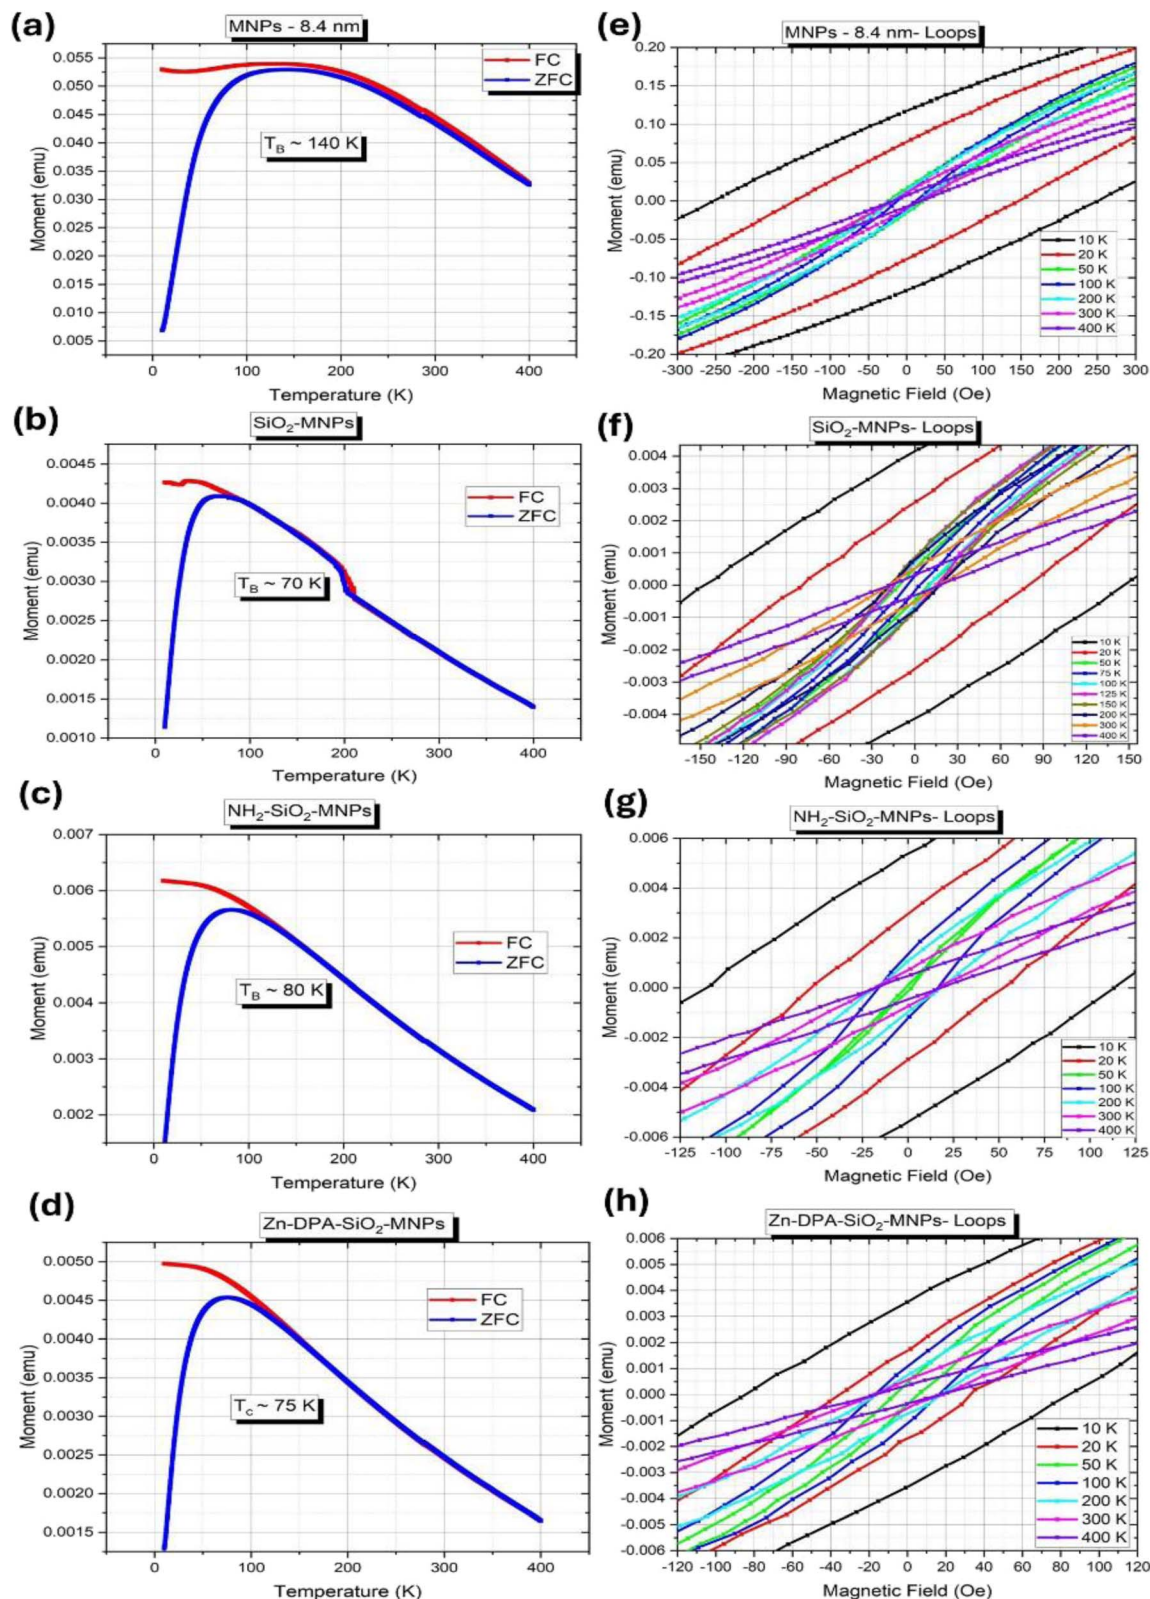 (a)
MNPs - 8.4 nm
FC
ZFC
T_B ~ 140 K
Moment (emu)
0.055
0.050
0.045
0.040
0.035
0.030
0.025
0.020
0.015
0.010
0.005
0 100 200 300 400
Temperature (K)
(e)
MNPs - 8.4 nm- Loops
Moment (emu)
0.20
0.15
0.10
0.05
0.00
-0.05
-0.10
-0.15
-0.20
10 K
20 K
50 K
100 K
200 K
300 K
400 K
-300 -250 -200 -150 -100 -50 0 50 100 150 200 250 300
Magnetic Field (Oe)
(b)
SiO2-MNPs
FC
ZFC
T_B ~ 70 K
Moment (emu)
0.0045
0.0040
0.0035
0.0030
0.0025
0.0020
0.0015
0.0010
0 100 200 300 400
Temperature (K)
(f)
SiO2-MNPs- Loops
Moment (emu)
0.004
0.003
0.002
0.001
0.000
-0.001
-0.002
-0.003
-0.004
10 K
20 K
50 K
75 K
100 K
125 K
150 K
200 K
300 K
400 K
-150 -120 -90 -60 -30 0 30 60 90 120 150
Magnetic Field (Oe)
(c)
NH2-SiO2-MNPs
FC
ZFC
T_B ~ 80 K
Moment (emu)
0.007
0.006
0.005
0.004
0.003
0.002
0 100 200 300 400
Temperature (K)
(g)
NH2-SiO2-MNPs- Loops
Moment (emu)
0.006
0.004
0.002
0.000
-0.002
-0.004
-0.006
10 K
20 K
50 K
100 K
200 K
300 K
400 K
-125 -100 -75 -50 -25 0 25 50 75 100 125
Magnetic Field (Oe)
(d)
Zn-DPA-SiO2-MNPs
FC
ZFC
T_c ~ 75 K
Moment (emu)
0.0050
0.0045
0.0040
0.0035
0.0030
0.0025
0.0020
0.0015
0 100 200 300 400
Temperature (K)
(h)
Zn-DPA-SiO2-MNPs- Loops
Moment (emu)
0.006
0.005
0.004
0.003
0.002
0.001
0.000
-0.001
-0.002
-0.003
-0.004
-0.005
-0.006
10 K
20 K
50 K
100 K
200 K
300 K
400 K
-120 -100 -80 -60 -40 -20 0 20 40 60 80 100 120
Magnetic Field (Oe)